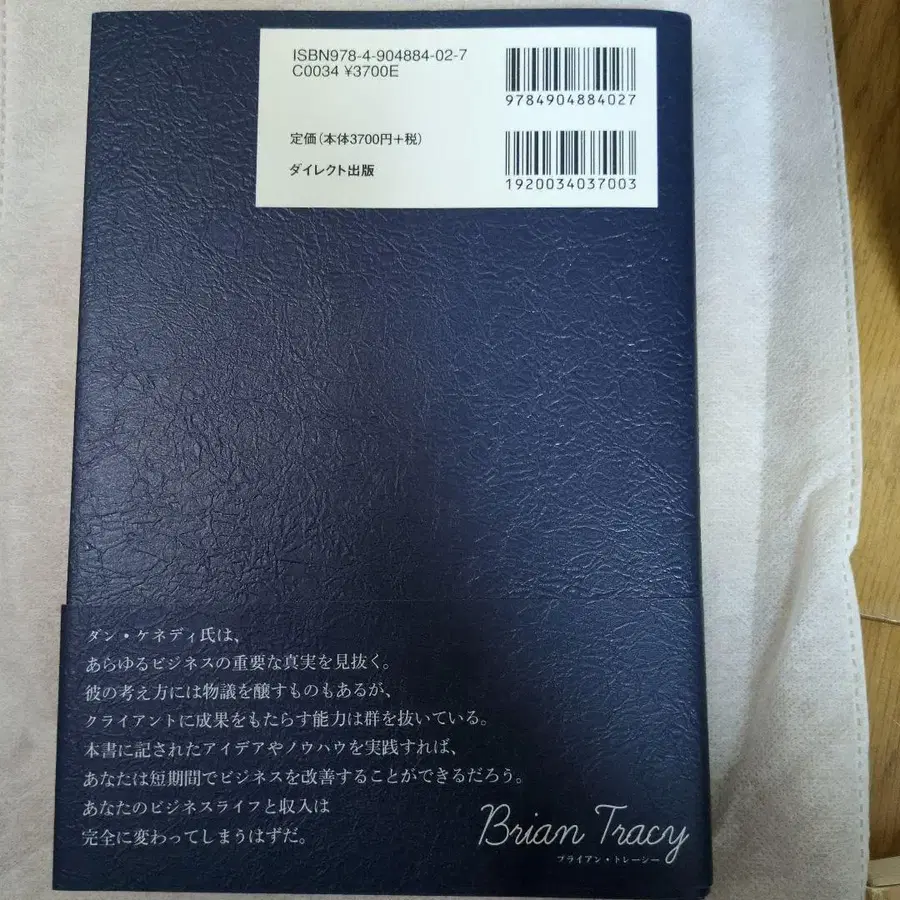 ISBN978-4-904884-02-7
C0034 ¥3700E
9784904884027
定価(本体3700円+税)
ダイレクト出版
1920034037003
ダン・ケネディ氏は、
あらゆるビジネスの重要な真実を見抜く。
彼の考え方には物議を醸すものもあるが、
クライアントに成果をもたらす能力は群を抜いている。
本書に記されたアイデアやノウハウを実践すれば、
あなたは短期間でビジネスを改善することができるだろう。
あなたのビジネスライフと収入は
完全に変わってしまうはずだ。
Brian Tracy
ブライアン・トレーシー